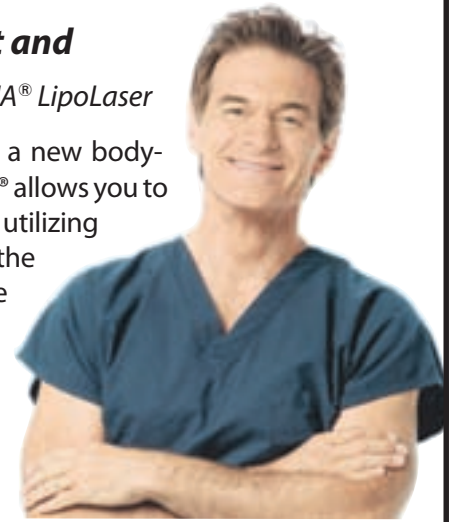 and
A® LipoLaser
a new body-
® allows you to
utilizing
the